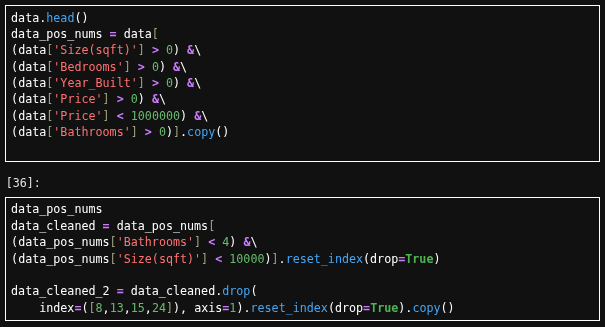 data.head()
data_pos_nums = data[
(data['Size(sqft)'] > 0) &\
(data['Bedrooms'] > 0) &\
(data['Year_Built'] > 0) &\
(data['Price'] > 0) &\
(data['Price'] < 1000000) &\
(data['Bathrooms'] > 0)].copy()
[36]:
data_pos_nums
data_cleaned = data_pos_nums[
(data_pos_nums['Bathrooms'] < 4) &\
(data_pos_nums['Size(sqft)'] < 10000)].reset_index(drop=True)
data_cleaned_2 = data_cleaned.drop(
    index=([8,13,15,24]), axis=1).reset_index(drop=True).copy()